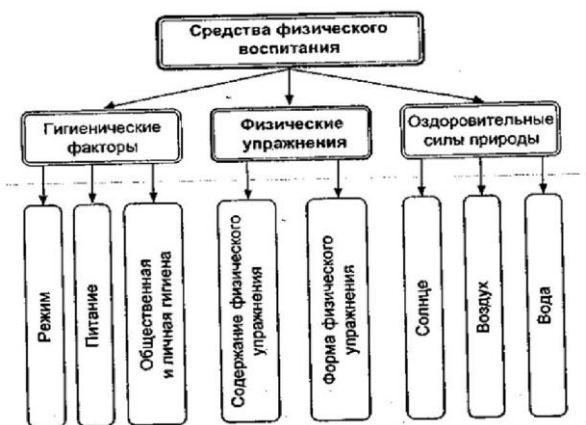 Средства физического
воспитания
Гигиенические
факторы
Физические
упражнения
Оздоровительные
силы природы
Режим
Питание
Общественная
и личная гигиена
Содержание физического
упражнения
Форма физического
упражнения
Солнце
Воздух
Вода